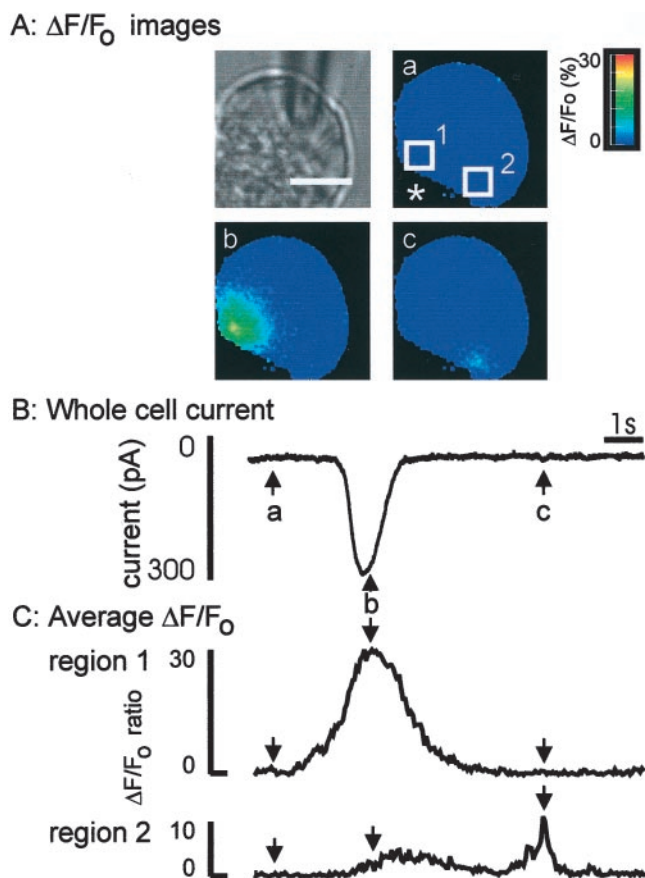 A: ΔF/Fo images
a
30
ΔF/Fo (%)
0
1
2
*
b
c
B: Whole cell current
1s
0
current (pA)
300
a
c
b
C: Average ΔF/Fo
region 1
30
ΔF/Fo ratio
0
region 2
10
0